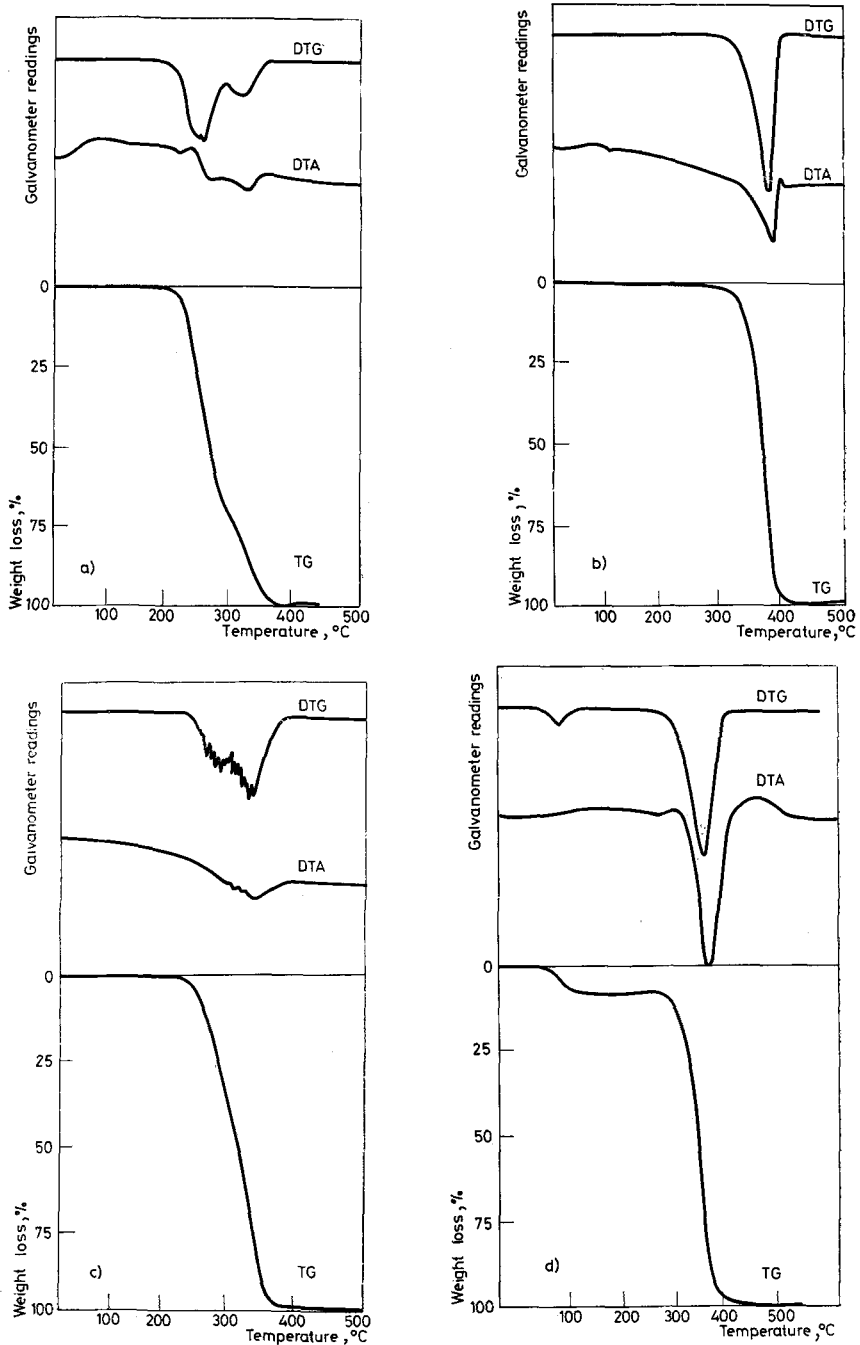 Galvanometer readings
DTG
DTA
0
25
50
75
100
Weight loss, %
a)
TG
100 200 300 400 500
Temperature, °C
Galvanometer readings
DTG
DTA
0
25
50
75
100
Weight loss, %
b)
TG
100 200 300 400 500
Temperature, °C
Galvanometer readings
DTG
DTA
0
25
50
75
100
Weight loss, %
c)
TG
100 200 300 400 500
Temperature, °C
Galvanometer readings
DTG
DTA
0
25
50
75
100
Weight loss, %
d)
TG
100 200 300 400 500
Temperature, °C